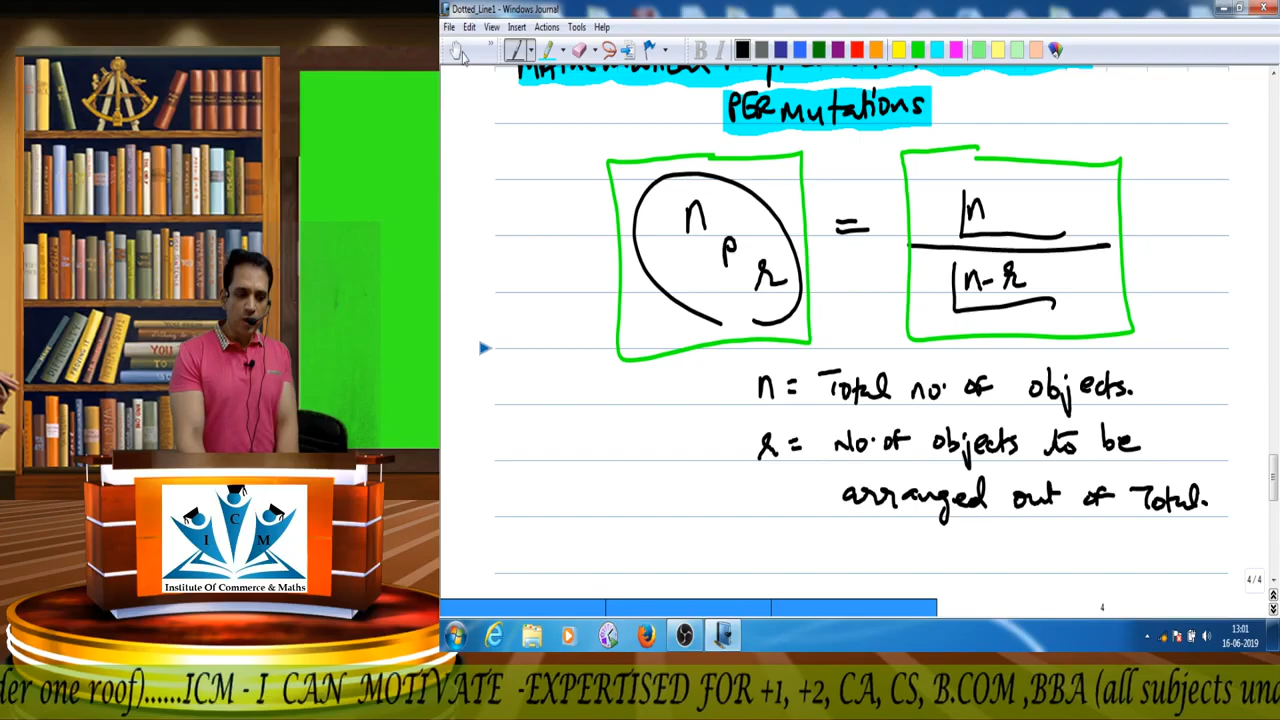 Dotted_Line1 - Windows Journal
File Edit View Insert Actions Tools Help
PERMutations
n
P
r
=
n
n-r
n = Total no. of objects.
r = No. of objects to be
arranged out of Total.
4/4
4
13:01
16-06-2019
I C M
Institute Of Commerce & Maths
der one roof)......ICM - I CAN MOTIVATE -EXPERTISED FOR +1, +2, CA, CS, B.COM ,BBA (all subjects und